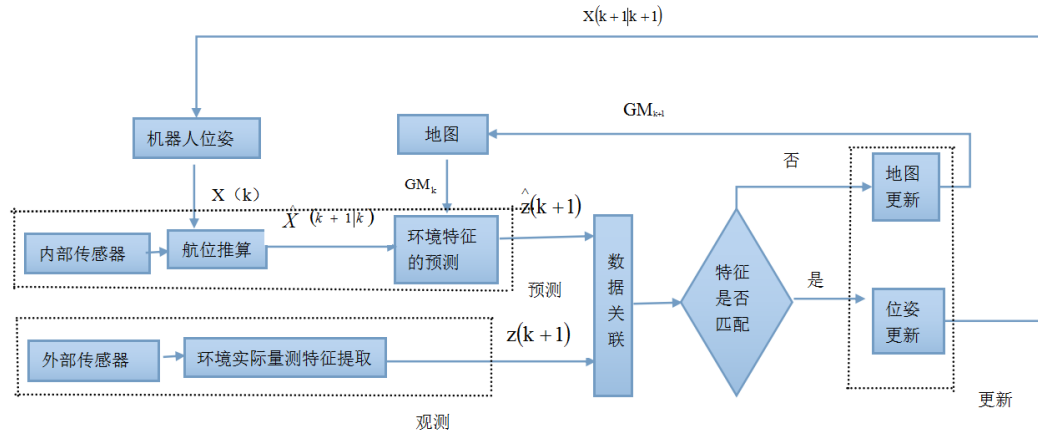 X(k+1|k+1)
机器人位姿
地图
GMₖ₊₁
否
地图
更新
X（k）
GMₖ
X̂（k+1|k）
ẑ(k+1)
内部传感器
航位推算
环境特征
的预测
预测
数
据
关
联
特征
是否
匹配
是
位姿
更新
z(k+1)
外部传感器
环境实际量测特征提取
观测
更新